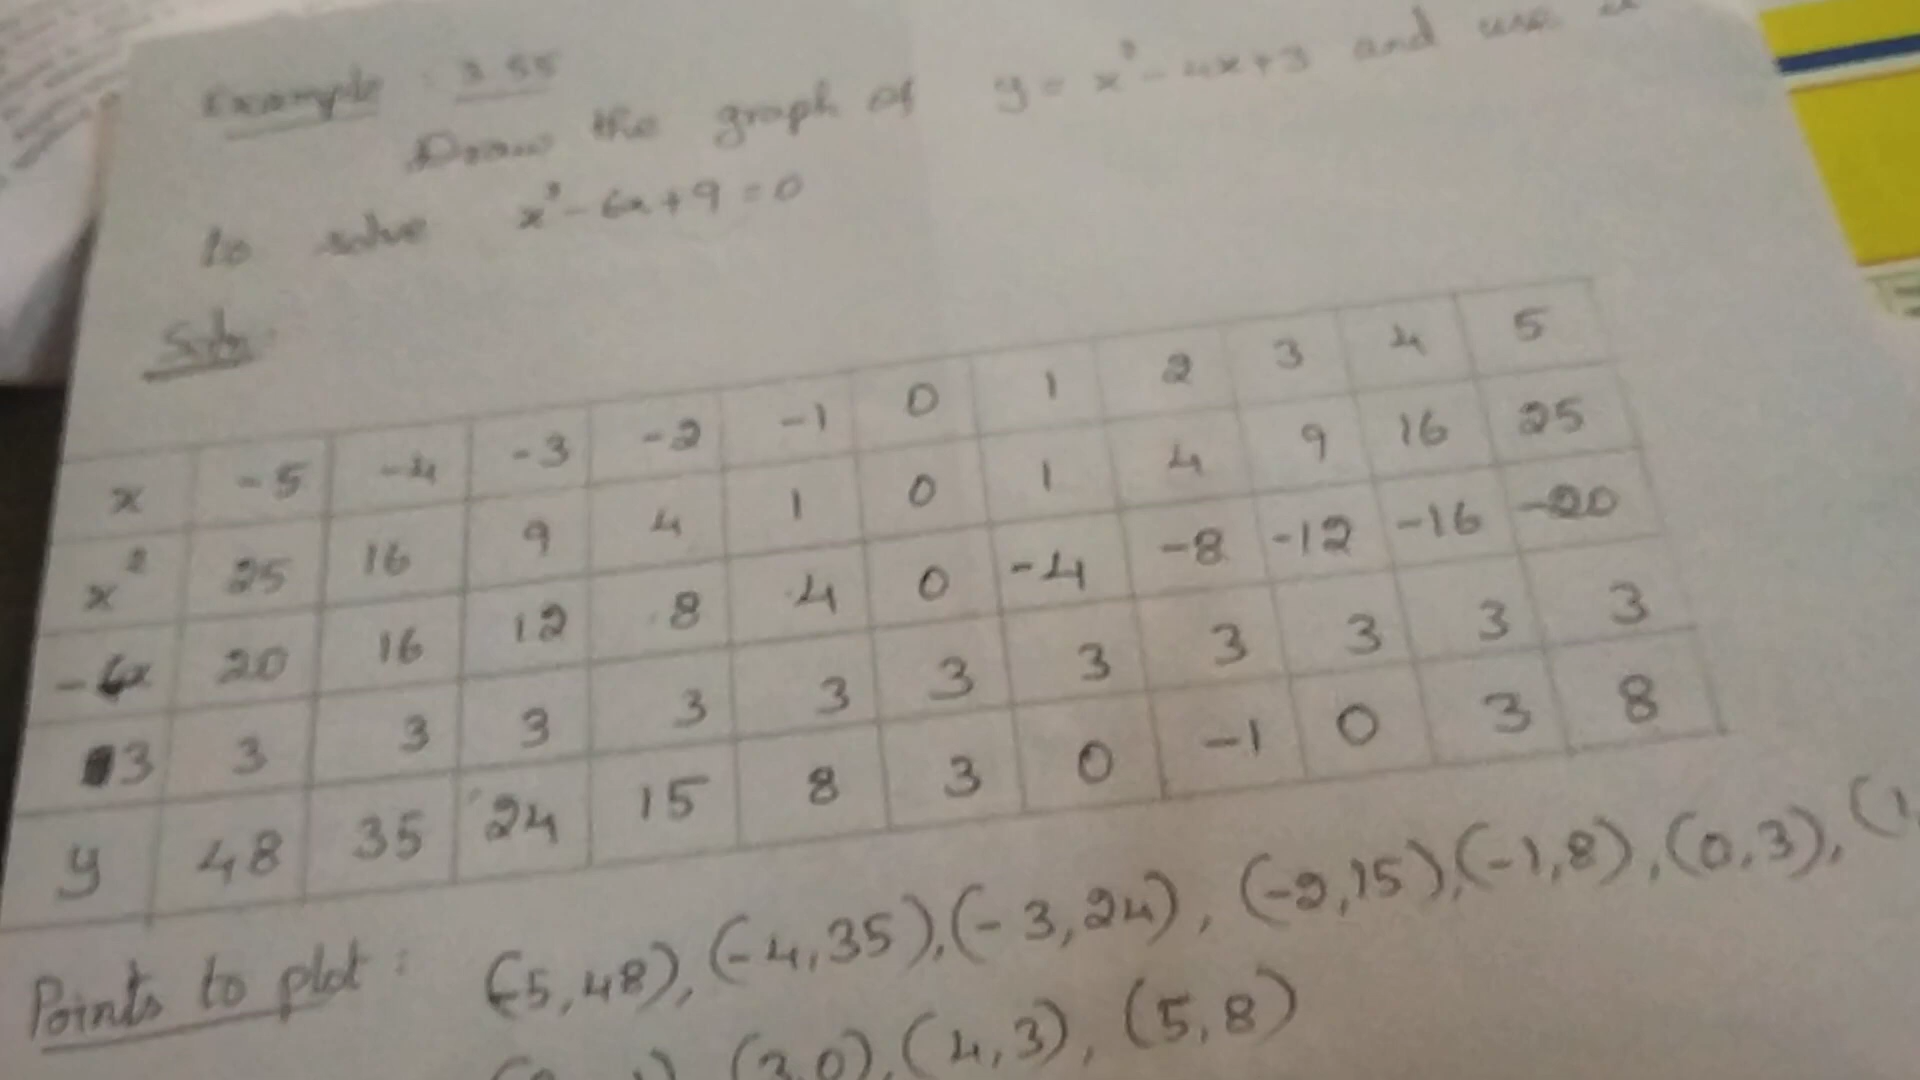 Example : 3.55
Draw the graph of y = x² - 4x + 3 and use it
to solve x² - 6x + 9 = 0
Soln:
x -5 -4 -3 -2 -1 0 1 2 3 4 5
x² 25 16 9 4 1 0 1 4 9 16 25
-4x 20 16 12 8 4 0 -4 -8 -12 -16 -20
3 3 3 3 3 3 3 3 3 3 3 3
y 48 35 24 15 8 3 0 -1 0 3 8
Points to plot : (-5,48), (-4,35), (-3,24), (-2,15), (-1,8), (0,3), (1,
(3,0), (4,3), (5,8)